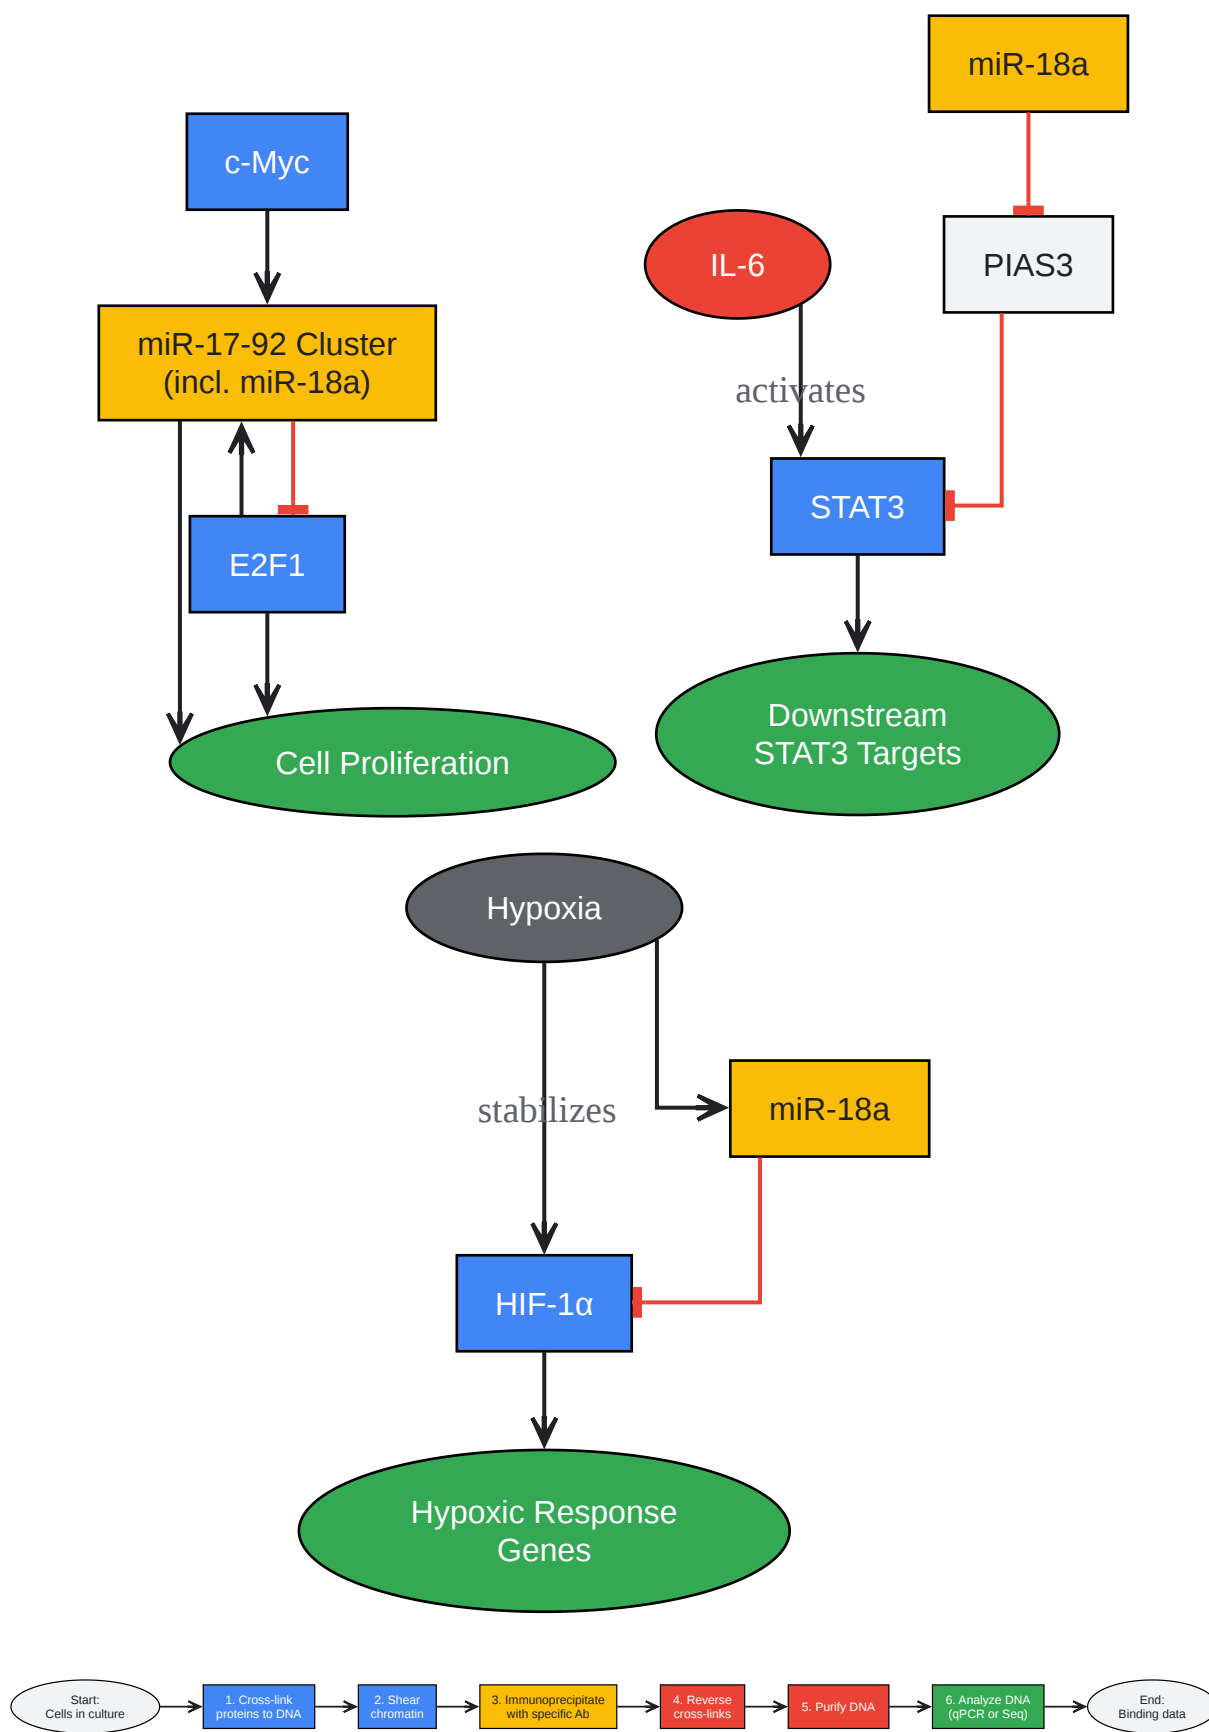 miR-18a
c-Myc
IL-6
PIAS3
miR-17-92 Cluster
(incl. miR-18a)
activates
STAT3
E2F1
Cell Proliferation
Downstream
STAT3 Targets
Hypoxia
stabilizes
miR-18a
HIF-1α
Hypoxic Response
Genes
Start:
Cells in culture
1. Cross-link
proteins to DNA
2. Shear
chromatin
3. Immunoprecipitate
with specific Ab
4. Reverse
cross-links
5. Purify DNA
6. Analyze DNA
(qPCR or Seq)
End:
Binding data